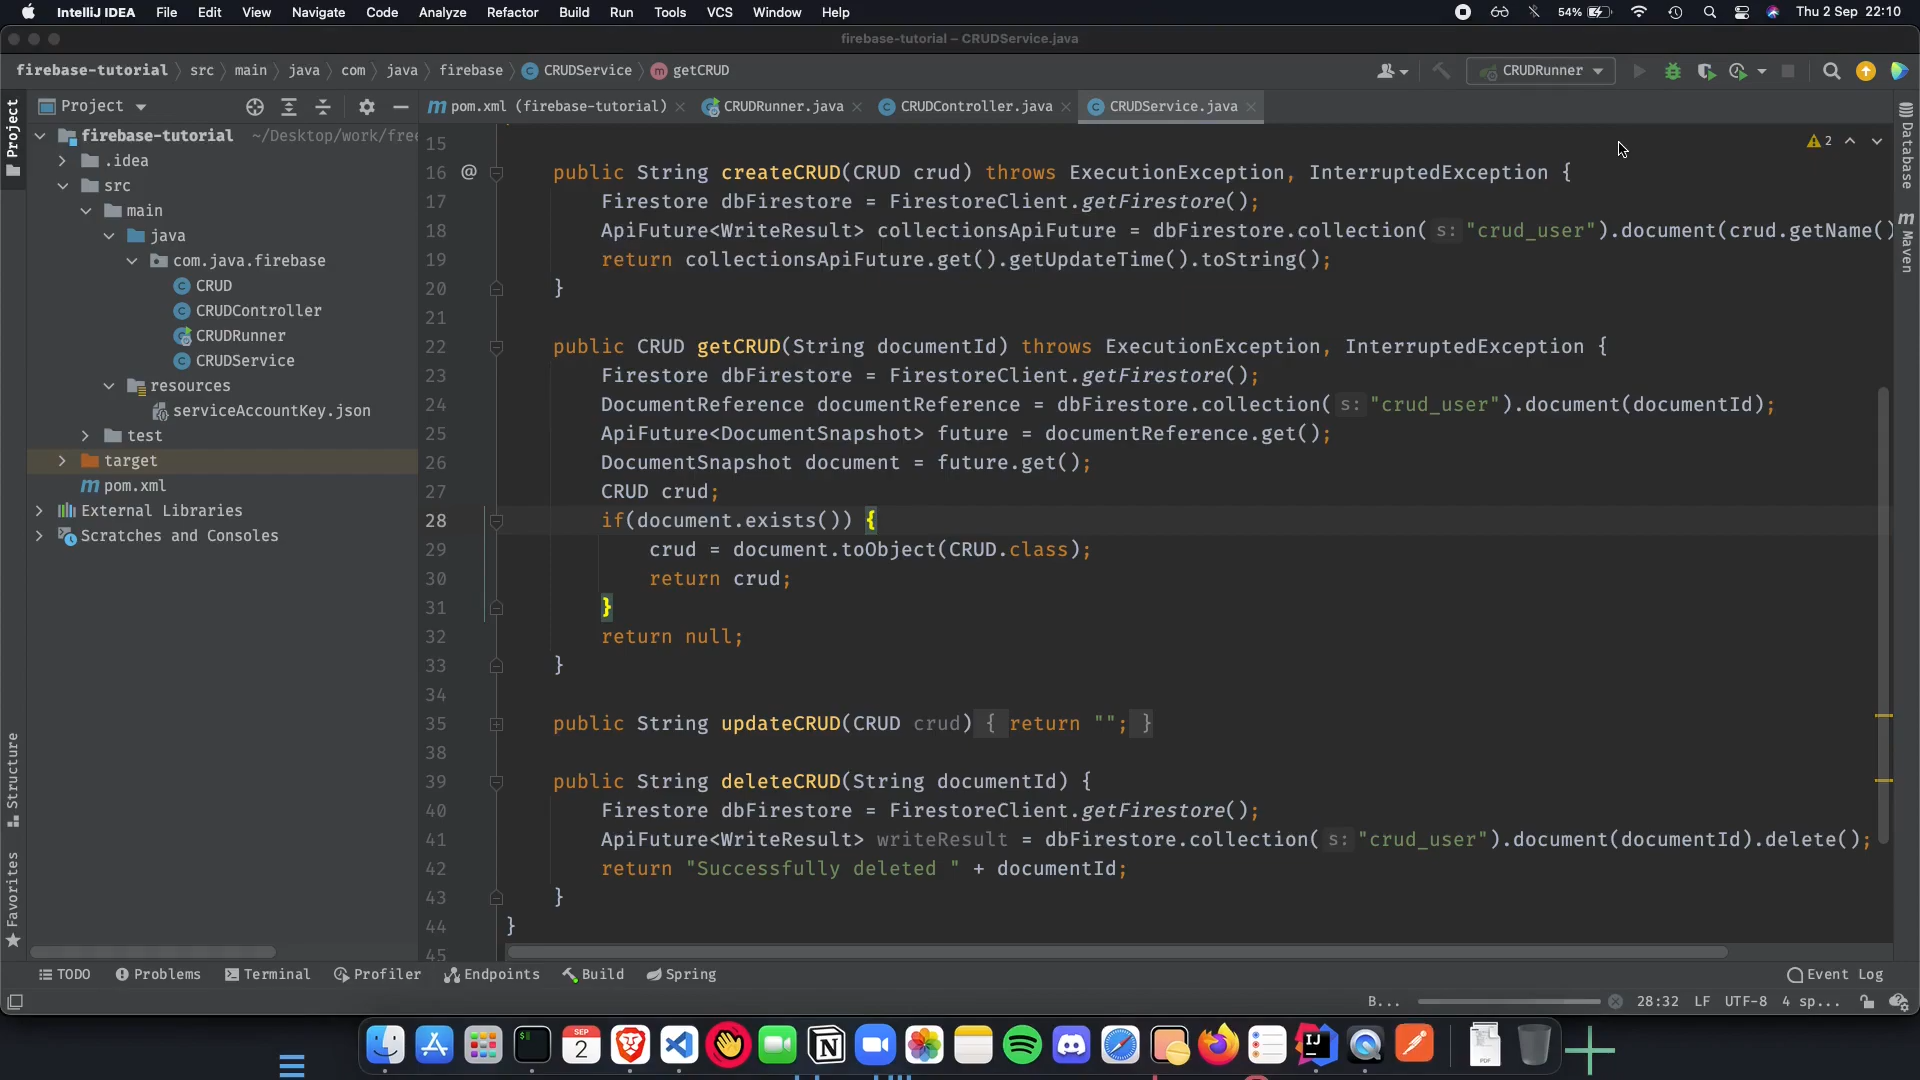 IntelliJ IDEA File Edit View Navigate Code Analyze Refactor Build Run Tools VCS Window Help 54% Thu 2 Sep 22:10
firebase-tutorial – CRUDService.java
firebase-tutorial src main java com java firebase CRUDService m getCRUD CRUDRunner
Project
m pom.xml (firebase-tutorial) CRUDRunner.java CRUDController.java CRUDService.java
Project
Structure
Favorites
firebase-tutorial ~/Desktop/work/free
.idea
src
main
java
com.java.firebase
CRUD
CRUDController
CRUDRunner
CRUDService
resources
serviceAccountKey.json
test
target
m pom.xml
External Libraries
Scratches and Consoles
2
15
16 @ public String createCRUD(CRUD crud) throws ExecutionException, InterruptedException {
17 Firestore dbFirestore = FirestoreClient.getFirestore();
18 ApiFuture<WriteResult> collectionsApiFuture = dbFirestore.collection( s: "crud_user").document(crud.getName()
19 return collectionsApiFuture.get().getUpdateTime().toString();
20 }
21
22 public CRUD getCRUD(String documentId) throws ExecutionException, InterruptedException {
23 Firestore dbFirestore = FirestoreClient.getFirestore();
24 DocumentReference documentReference = dbFirestore.collection( s: "crud_user").document(documentId);
25 ApiFuture<DocumentSnapshot> future = documentReference.get();
26 DocumentSnapshot document = future.get();
27 CRUD crud;
28 if(document.exists()) {
29 crud = document.toObject(CRUD.class);
30 return crud;
31 }
32 return null;
33 }
34
35 public String updateCRUD(CRUD crud) { return ""; }
38
39 public String deleteCRUD(String documentId) {
40 Firestore dbFirestore = FirestoreClient.getFirestore();
41 ApiFuture<WriteResult> writeResult = dbFirestore.collection( s: "crud_user").document(documentId).delete();
42 return "Successfully deleted " + documentId;
43 }
44 }
45
Database
m Maven
TODO Problems Terminal Profiler Endpoints Build Spring Event Log
B... 28:32 LF UTF-8 4 sp...
SEP
2
IJ
PDF